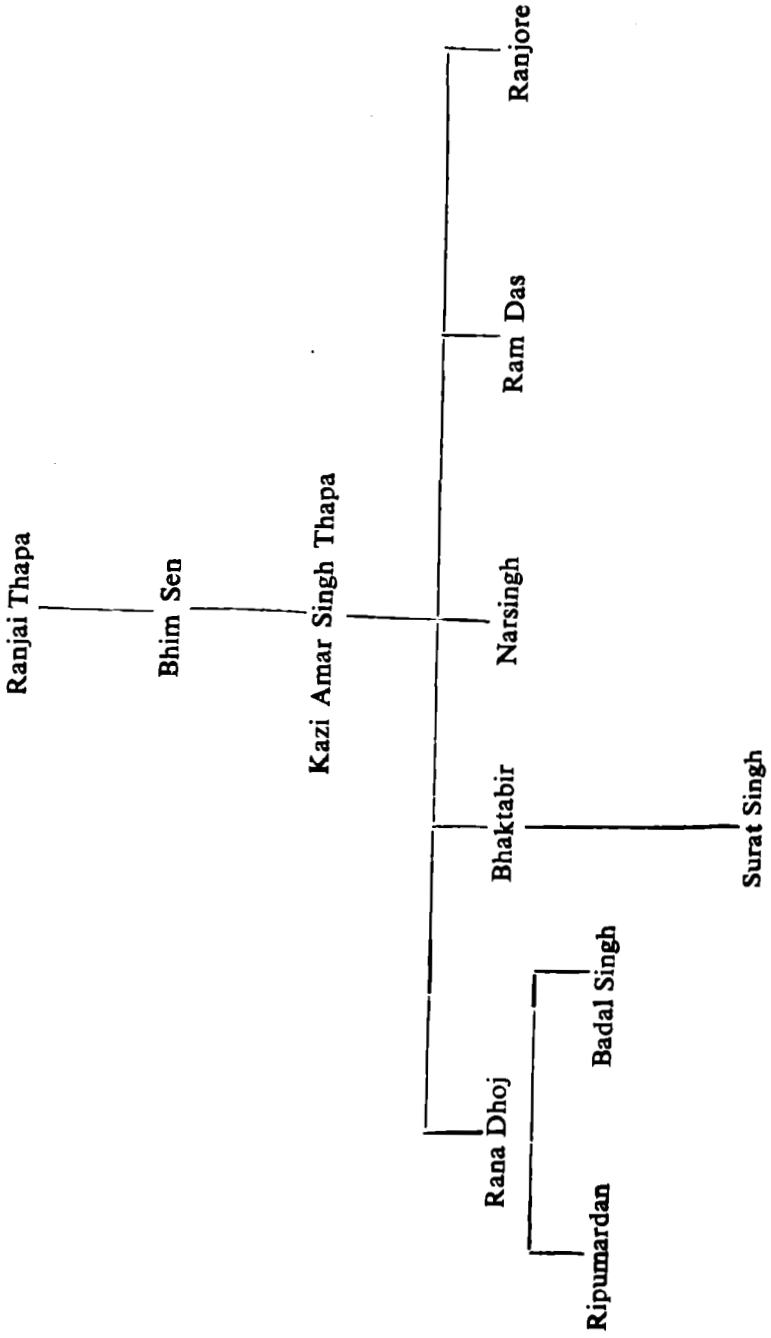 Ranjai Thapa
Bhim Sen
Kazi Amar Singh Thapa
Rana Dhoj
Bhaktabir
Narsingh
Ram Das
Ranjore
Ripumardan
Badal Singh
Surat Singh